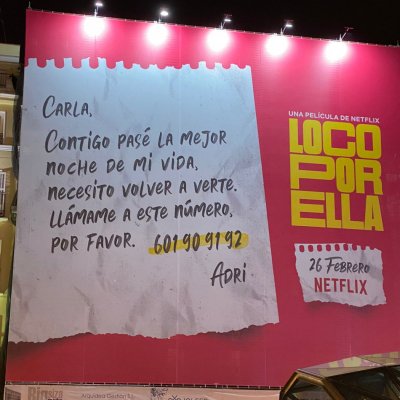 CARLA,
CONTIGO PASÉ LA MEJOR
NOCHE DE MI VIDA,
NECESITO VOLVER A VERTE.
LLÁMAME A ESTE NÚMERO,
POR FAVOR. 601 90 91 92
ADRI
UNA PELÍCULA DE NETFLIX
LOCO
POR
ELLA
26 FEBRERO
NETFLIX